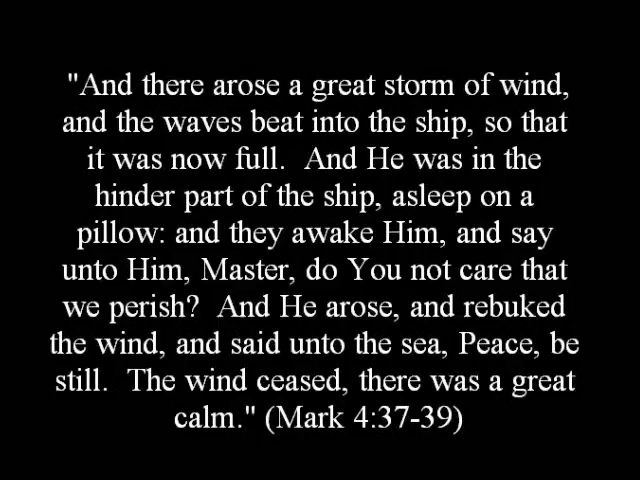 "And there arose a great storm of wind,
and the waves beat into the ship, so that
it was now full.  And He was in the
hinder part of the ship, asleep on a
pillow: and they awake Him, and say
unto Him, Master, do You not care that
we perish?  And He arose, and rebuked
the wind, and said unto the sea, Peace, be
still.  The wind ceased, there was a great
calm." (Mark 4:37-39)